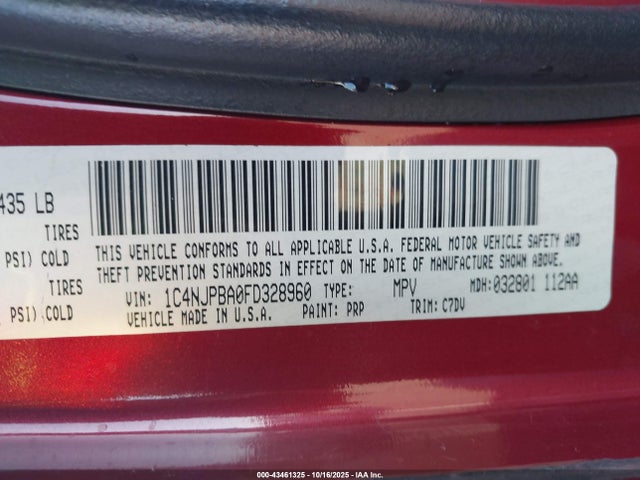 435 LB
TIRES
PSI) COLD
TIRES
PSI) COLD
THIS VEHICLE CONFORMS TO ALL APPLICABLE U.S.A. FEDERAL MOTOR VEHICLE SAFETY AND
THEFT PREVENTION STANDARDS IN EFFECT ON THE DATE OF MANUFACTURE SHOWN ABOVE.
VIN: 1C4NJPBA0FD328960 TYPE: MPV MDH: 032801 112AA
VEHICLE MADE IN U.S.A. PAINT: PRP TRIM: C7DV
000-43461325 - 10/16/2025 - IAA Inc.